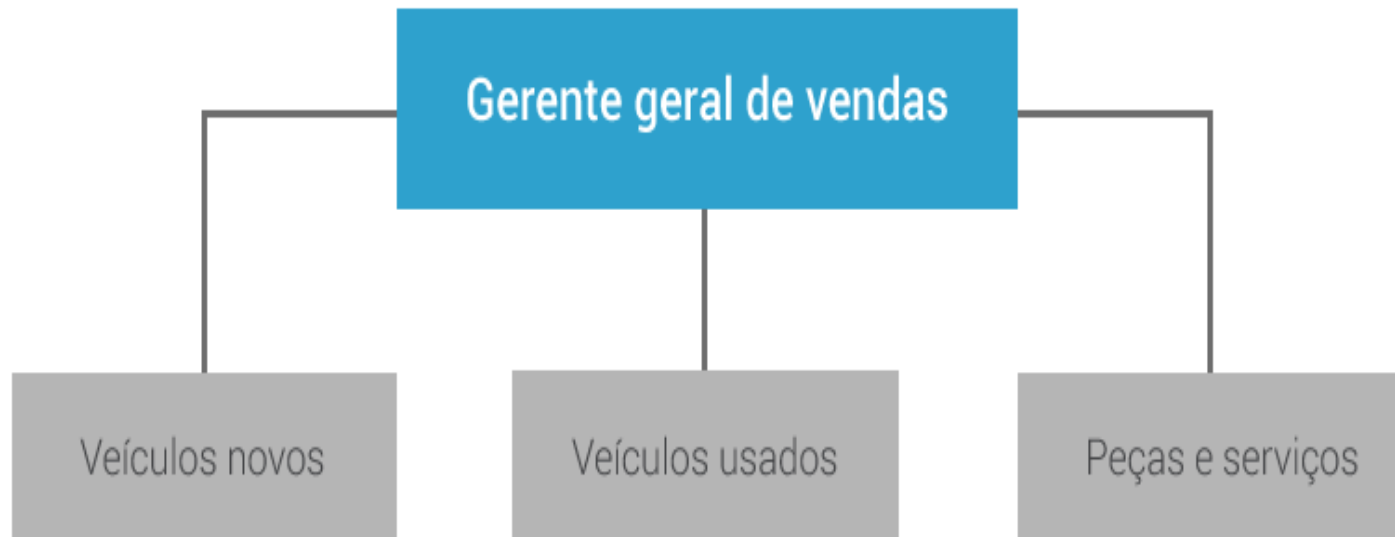 Gerente geral de vendas
Veículos novos
Veículos usados
Peças e serviços